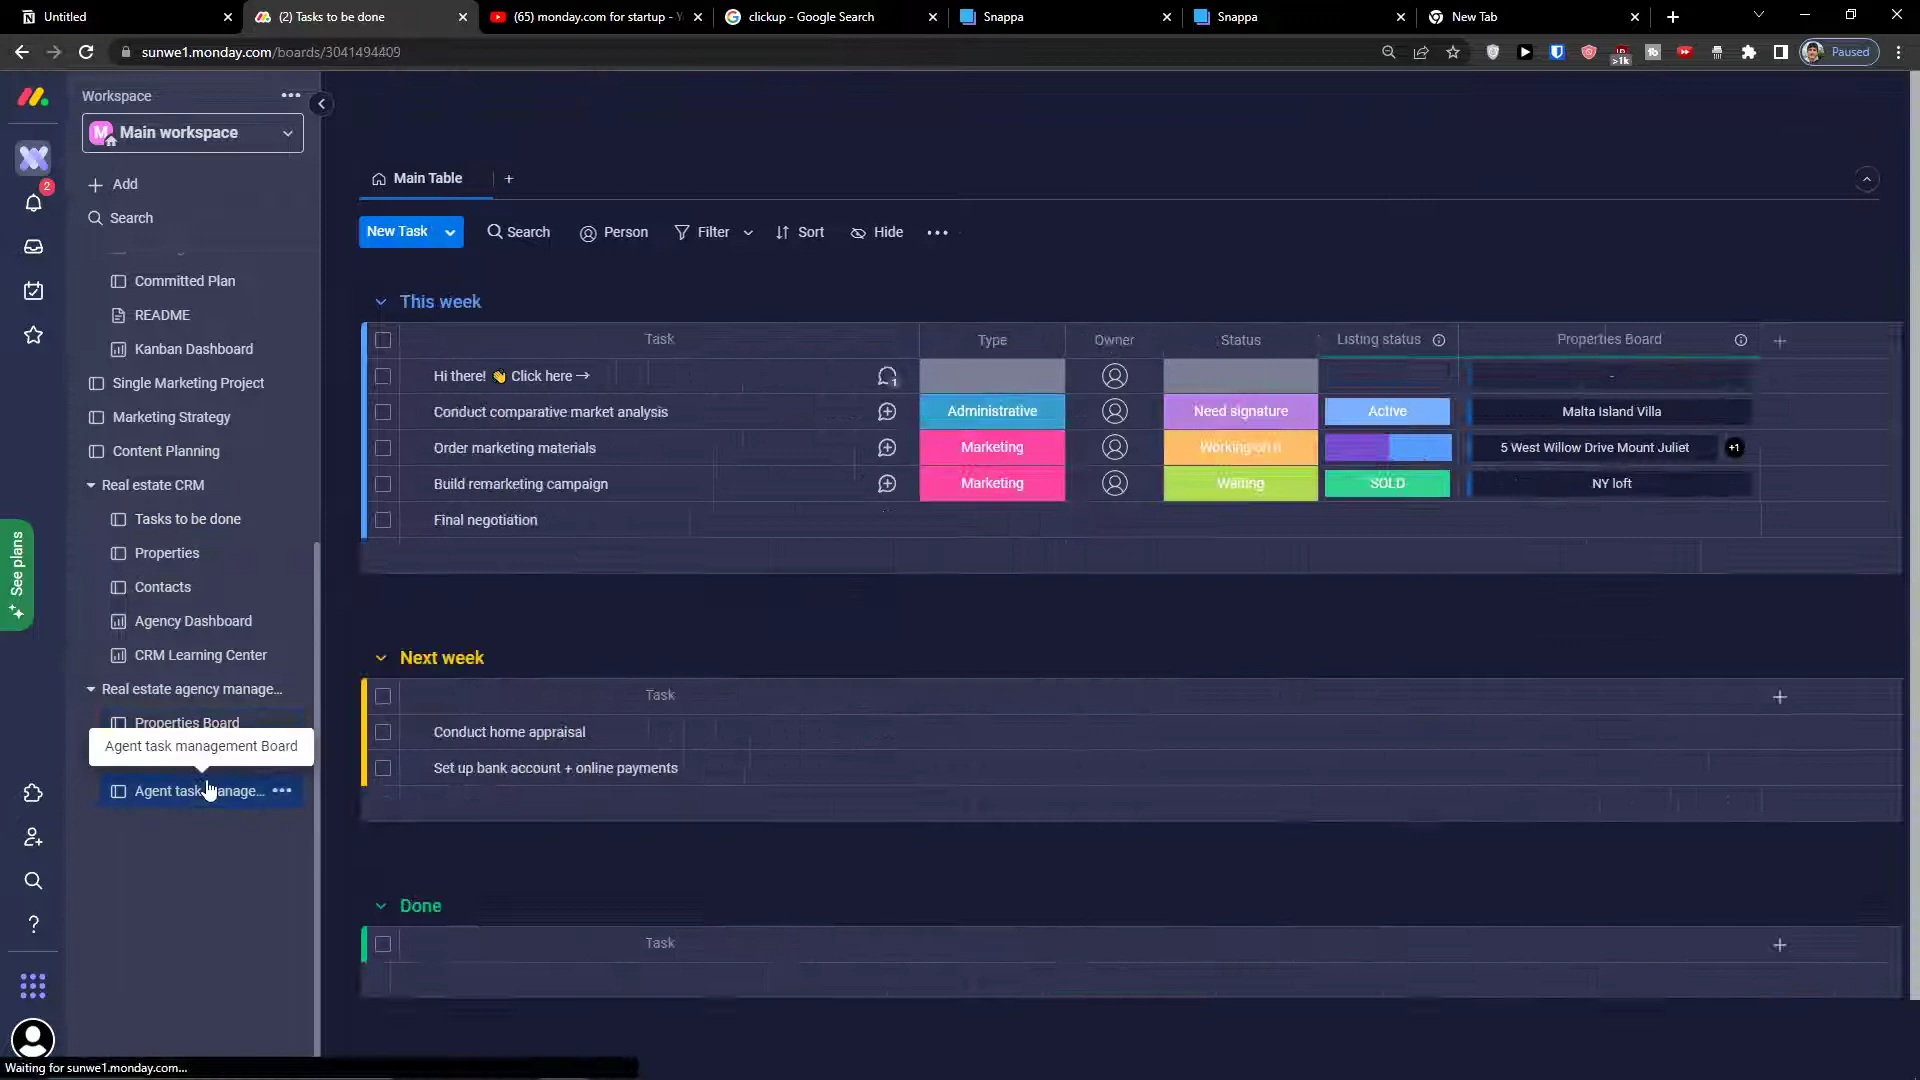 Untitled
(2) Tasks to be done
(65) monday.com for startup - Y
clickup - Google Search
Snappa
Snappa
New Tab
sunwe1.monday.com/boards/3041494409
>1k
Paused
Workspace
M Main workspace
2
Add
Search
Committed Plan
README
Kanban Dashboard
Single Marketing Project
Marketing Strategy
Content Planning
Real estate CRM
Tasks to be done
Properties
Contacts
Agency Dashboard
CRM Learning Center
Real estate agency manage...
Properties Board
Agent task management Board
Agent task manage...
See plans
Main Table
New Task
Search
Person
Filter
Sort
Hide
This week
Task Type Owner Status Listing status Properties Board
Hi there! 👋 Click here → 1 -
Conduct comparative market analysis Administrative Need signature Active Malta Island Villa
Order marketing materials Marketing Working on it 5 West Willow Drive Mount Juliet +1
Build remarketing campaign Marketing Waiting SOLD NY loft
Final negotiation
Next week
Task
Conduct home appraisal
Set up bank account + online payments
Done
Task
Waiting for sunwe1.monday.com...